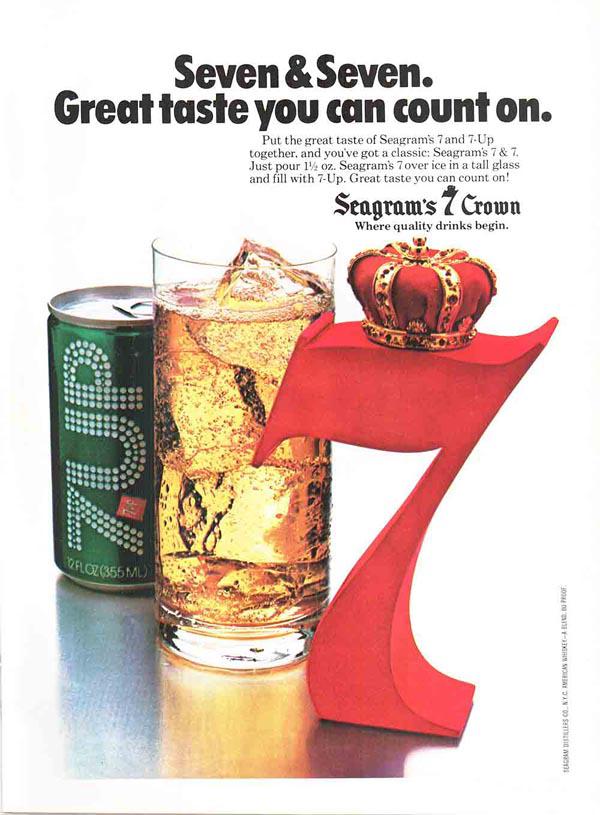 Seven & Seven.
Great taste you can count on.
Put the great taste of Seagram's 7 and 7-Up
together, and you've got a classic: Seagram's 7 & 7.
Just pour 1½ oz. Seagram's 7 over ice in a tall glass
and fill with 7-Up. Great taste you can count on!
Seagram's 7 Crown
Where quality drinks begin.
7UP
12 FL OZ (355 ML)
7
SEAGRAM DISTILLERS CO., N.Y.C. AMERICAN WHISKEY—A BLEND. 80 PROOF.